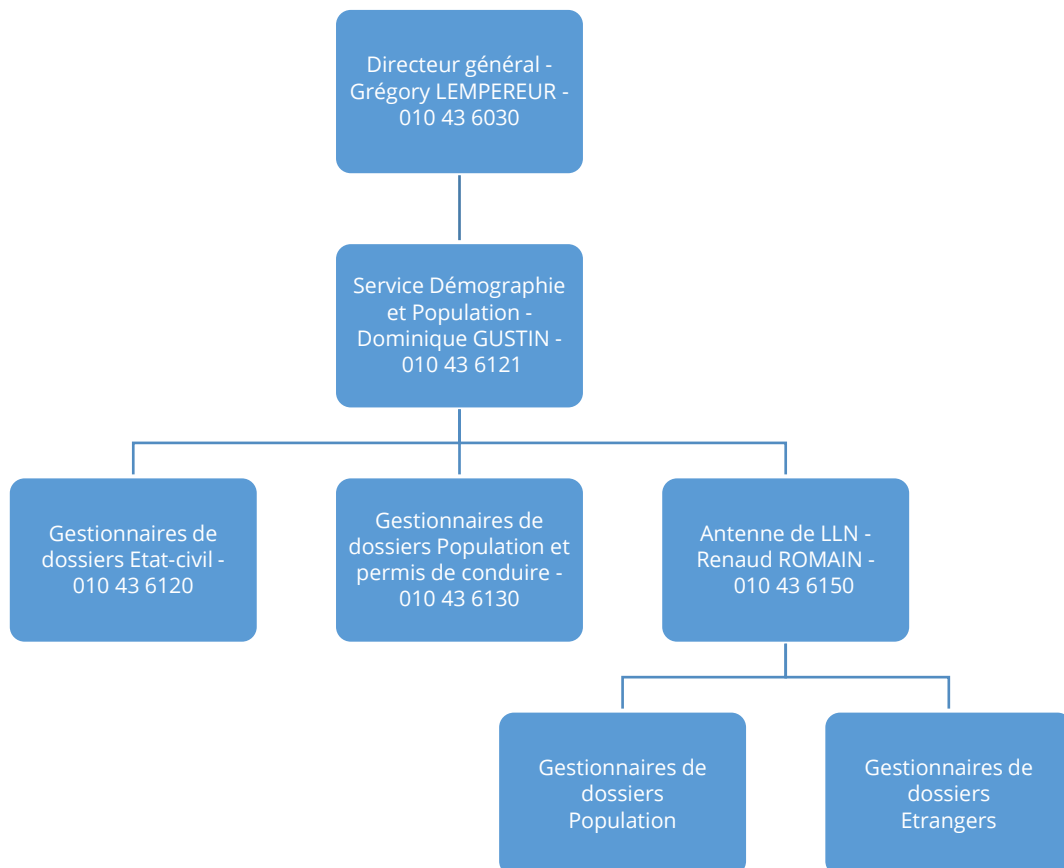 Directeur général -
Grégory LEMPEREUR -
010 43 6030
Service Démographie
et Population -
Dominique GUSTIN -
010 43 6121
Gestionnaires de
dossiers Etat-civil -
010 43 6120
Gestionnaires de
dossiers Population et
permis de conduire -
010 43 6130
Antenne de LLN -
Renaud ROMAIN -
010 43 6150
Gestionnaires de
dossiers
Population
Gestionnaires de
dossiers
Etrangers